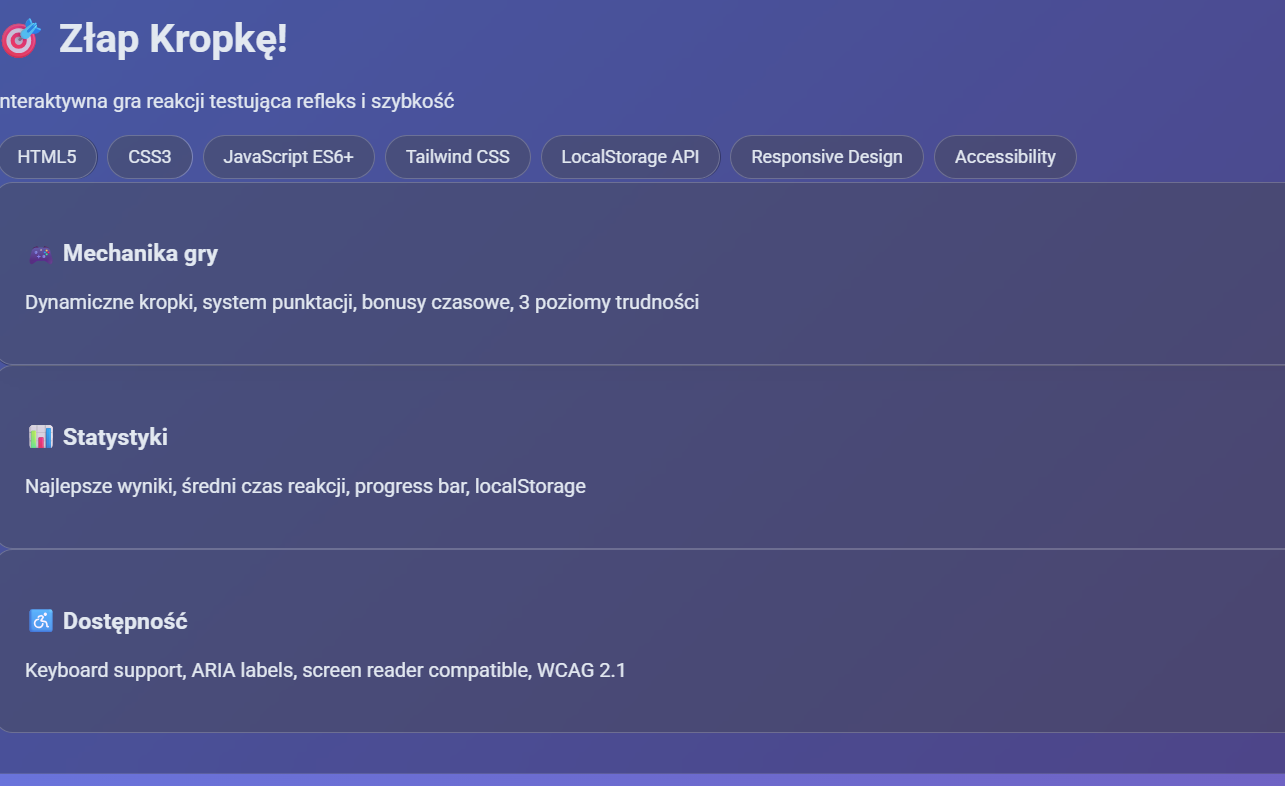 Złap Kropkę!
nteraktywna gra reakcji testująca refleks i szybkość
HTML5 CSS3 JavaScript ES6+ Tailwind CSS LocalStorage API Responsive Design Accessibility
Mechanika gry
Dynamiczne kropki, system punktacji, bonusy czasowe, 3 poziomy trudności
Statystyki
Najlepsze wyniki, średni czas reakcji, progress bar, localStorage
Dostępność
Keyboard support, ARIA labels, screen reader compatible, WCAG 2.1